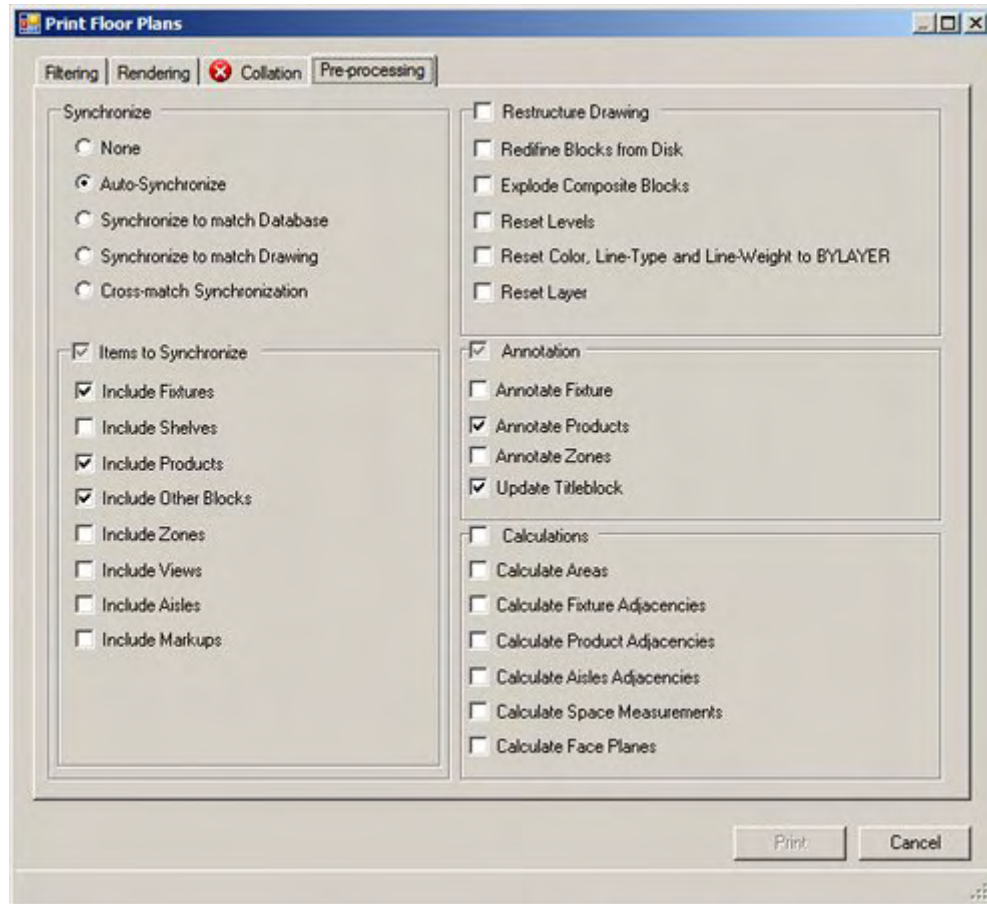 Print Floor Plans
Filtering
Rendering
Collation
Pre-processing
Synchronize
None
Auto-Synchronize
Synchronize to match Database
Synchronize to match Drawing
Cross-match Synchronization
Items to Synchronize
Include Fixtures
Include Shelves
Include Products
Include Other Blocks
Include Zones
Include Views
Include Aisles
Include Markups
Restructure Drawing
Redifine Blocks from Disk
Explode Composite Blocks
Reset Levels
Reset Color, Line-Type and Line-Weight to BYLAYER
Reset Layer
Annotation
Annotate Fixture
Annotate Products
Annotate Zones
Update Titleblock
Calculations
Calculate Areas
Calculate Fixture Adjacencies
Calculate Product Adjacencies
Calculate Aisles Adjacencies
Calculate Space Measurements
Calculate Face Planes
Print
Cancel